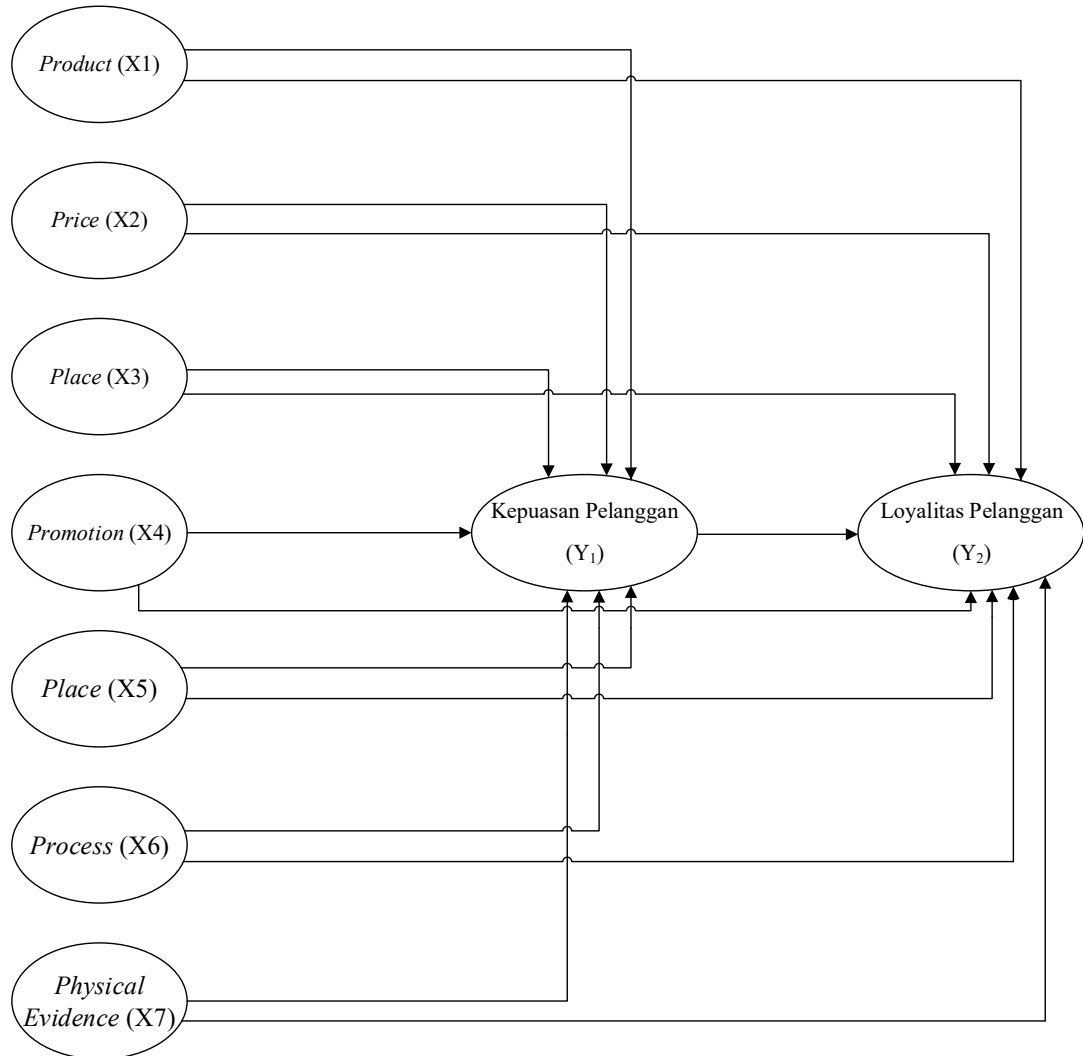 Product (X1)
Price (X2)
Place (X3)
Promotion (X4)
Kepuasan Pelanggan
(Y₁)
Loyalitas Pelanggan
(Y₂)
Place (X5)
Process (X6)
Physical
Evidence (X7)